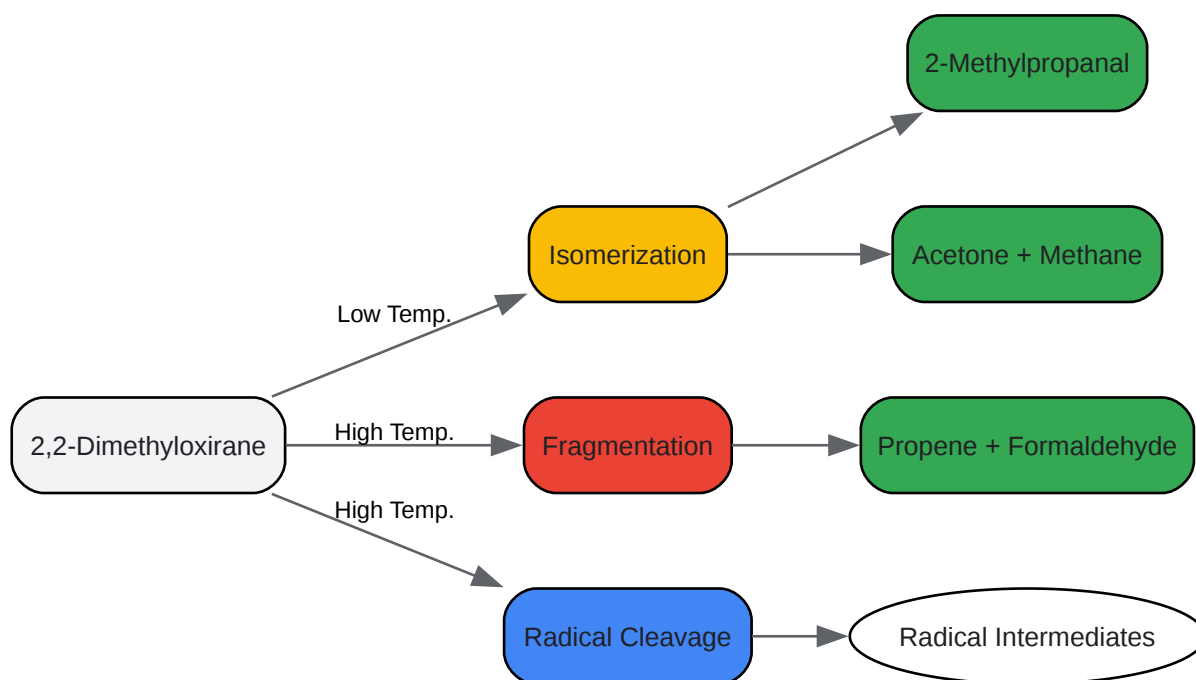 2-Methylpropanal
Isomerization
Acetone + Methane
Low Temp.
2,2-Dimethyloxirane
High Temp.
Fragmentation
Propene + Formaldehyde
High Temp.
Radical Cleavage
Radical Intermediates